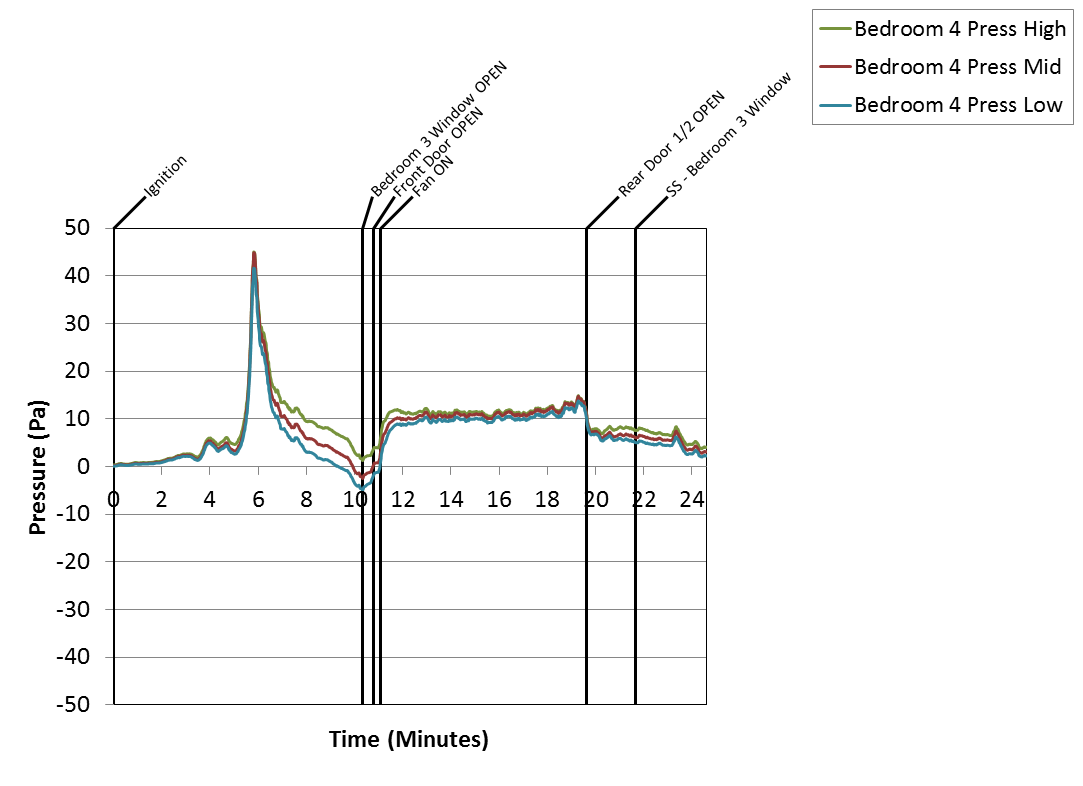 Bedroom 4 Press High
Bedroom 4 Press Mid
Bedroom 4 Press Low
Ignition
Bedroom 3 Window OPEN
Front Door OPEN
Fan ON
Rear Door 1/2 OPEN
SS - Bedroom 3 Window
50
40
30
20
10
0
-10
-20
-30
-40
-50
0 2 4 6 8 10 12 14 16 18 20 22 24
Pressure (Pa)
Time (Minutes)